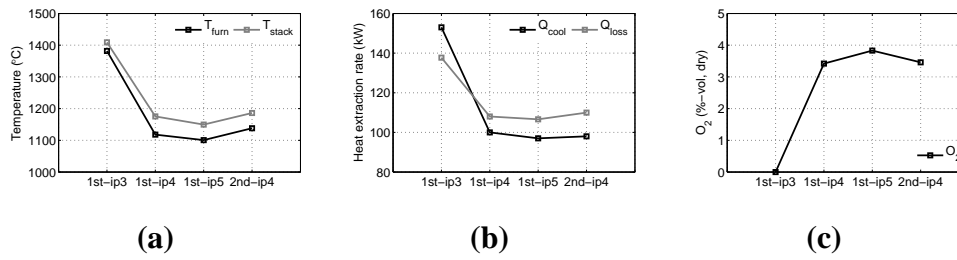 T_furn T_stack
Temperature (°C)
1500
1400
1300
1200
1100
1000
1st–ip3 1st–ip4 1st–ip5 2nd–ip4
(a)
Q_cool Q_loss
Heat extraction rate (kW)
160
140
120
100
80
1st–ip3 1st–ip4 1st–ip5 2nd–ip4
(b)
O_2 (%–vol, dry)
5
4
3
2
1
0
O_2
1st–ip3 1st–ip4 1st–ip5 2nd–ip4
(c)